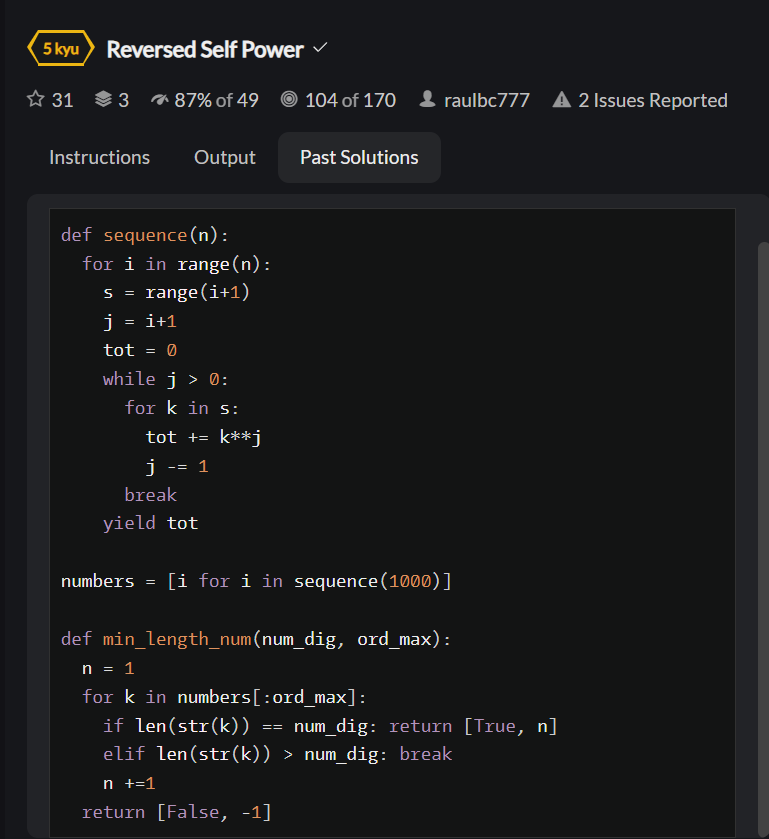 5 kyu Reversed Self Power
31 3 87% of 49 104 of 170 raulbc777 2 Issues Reported
Instructions Output Past Solutions
def sequence(n):
  for i in range(n):
    s = range(i+1)
    j = i+1
    tot = 0
    while j > 0:
      for k in s:
        tot += k**j
        j -= 1
      break
    yield tot

numbers = [i for i in sequence(1000)]

def min_length_num(num_dig, ord_max):
  n = 1
  for k in numbers[:ord_max]:
    if len(str(k)) == num_dig: return [True, n]
    elif len(str(k)) > num_dig: break
    n +=1
  return [False, -1]